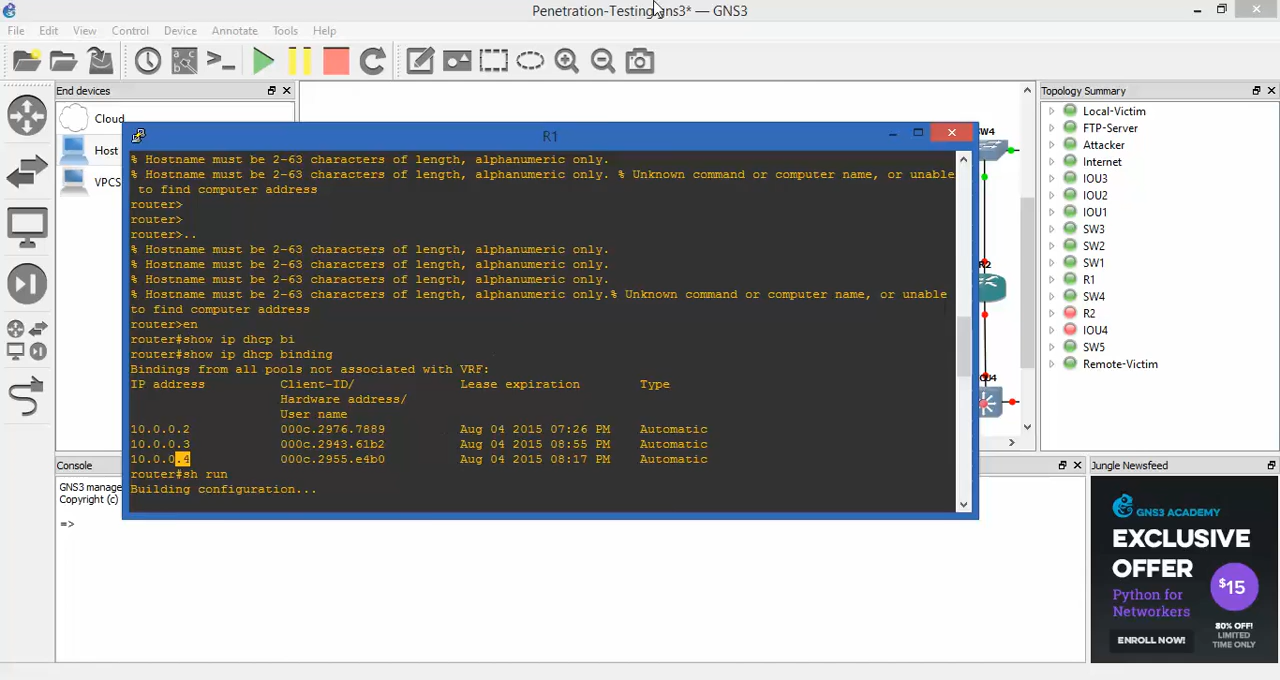 Penetration-Testing.gns3* — GNS3
File Edit View Control Device Annotate Tools Help
End devices
Cloud
Host
VPCS
R1
% Hostname must be 2-63 characters of length, alphanumeric only.
% Hostname must be 2-63 characters of length, alphanumeric only. % Unknown command or computer name, or unable
to find computer address
router>
router>
router>..
% Hostname must be 2-63 characters of length, alphanumeric only.
% Hostname must be 2-63 characters of length, alphanumeric only.
% Hostname must be 2-63 characters of length, alphanumeric only.
% Hostname must be 2-63 characters of length, alphanumeric only.% Unknown command or computer name, or unable
to find computer address
router>en
router#show ip dhcp bi
router#show ip dhcp binding
Bindings from all pools not associated with VRF:
IP address Client-ID/ Lease expiration Type
Hardware address/
User name
10.0.0.2 000c.2976.7889 Aug 04 2015 07:26 PM Automatic
10.0.0.3 000c.2943.61b2 Aug 04 2015 08:55 PM Automatic
10.0.0.4 000c.2955.e4b0 Aug 04 2015 08:17 PM Automatic
router#sh run
Building configuration...
SW4
R2
Topology Summary
Local-Victim
FTP-Server
Attacker
Internet
IOU3
IOU2
IOU1
SW3
SW2
SW1
R1
SW4
R2
IOU4
SW5
Remote-Victim
Console
GNS3 manage
Copyright (c)
=>
Jungle Newsfeed
GNS3 ACADEMY
EXCLUSIVE
OFFER
Python for
Networkers
$15
80% OFF!
LIMITED
TIME ONLY
ENROLL NOW!